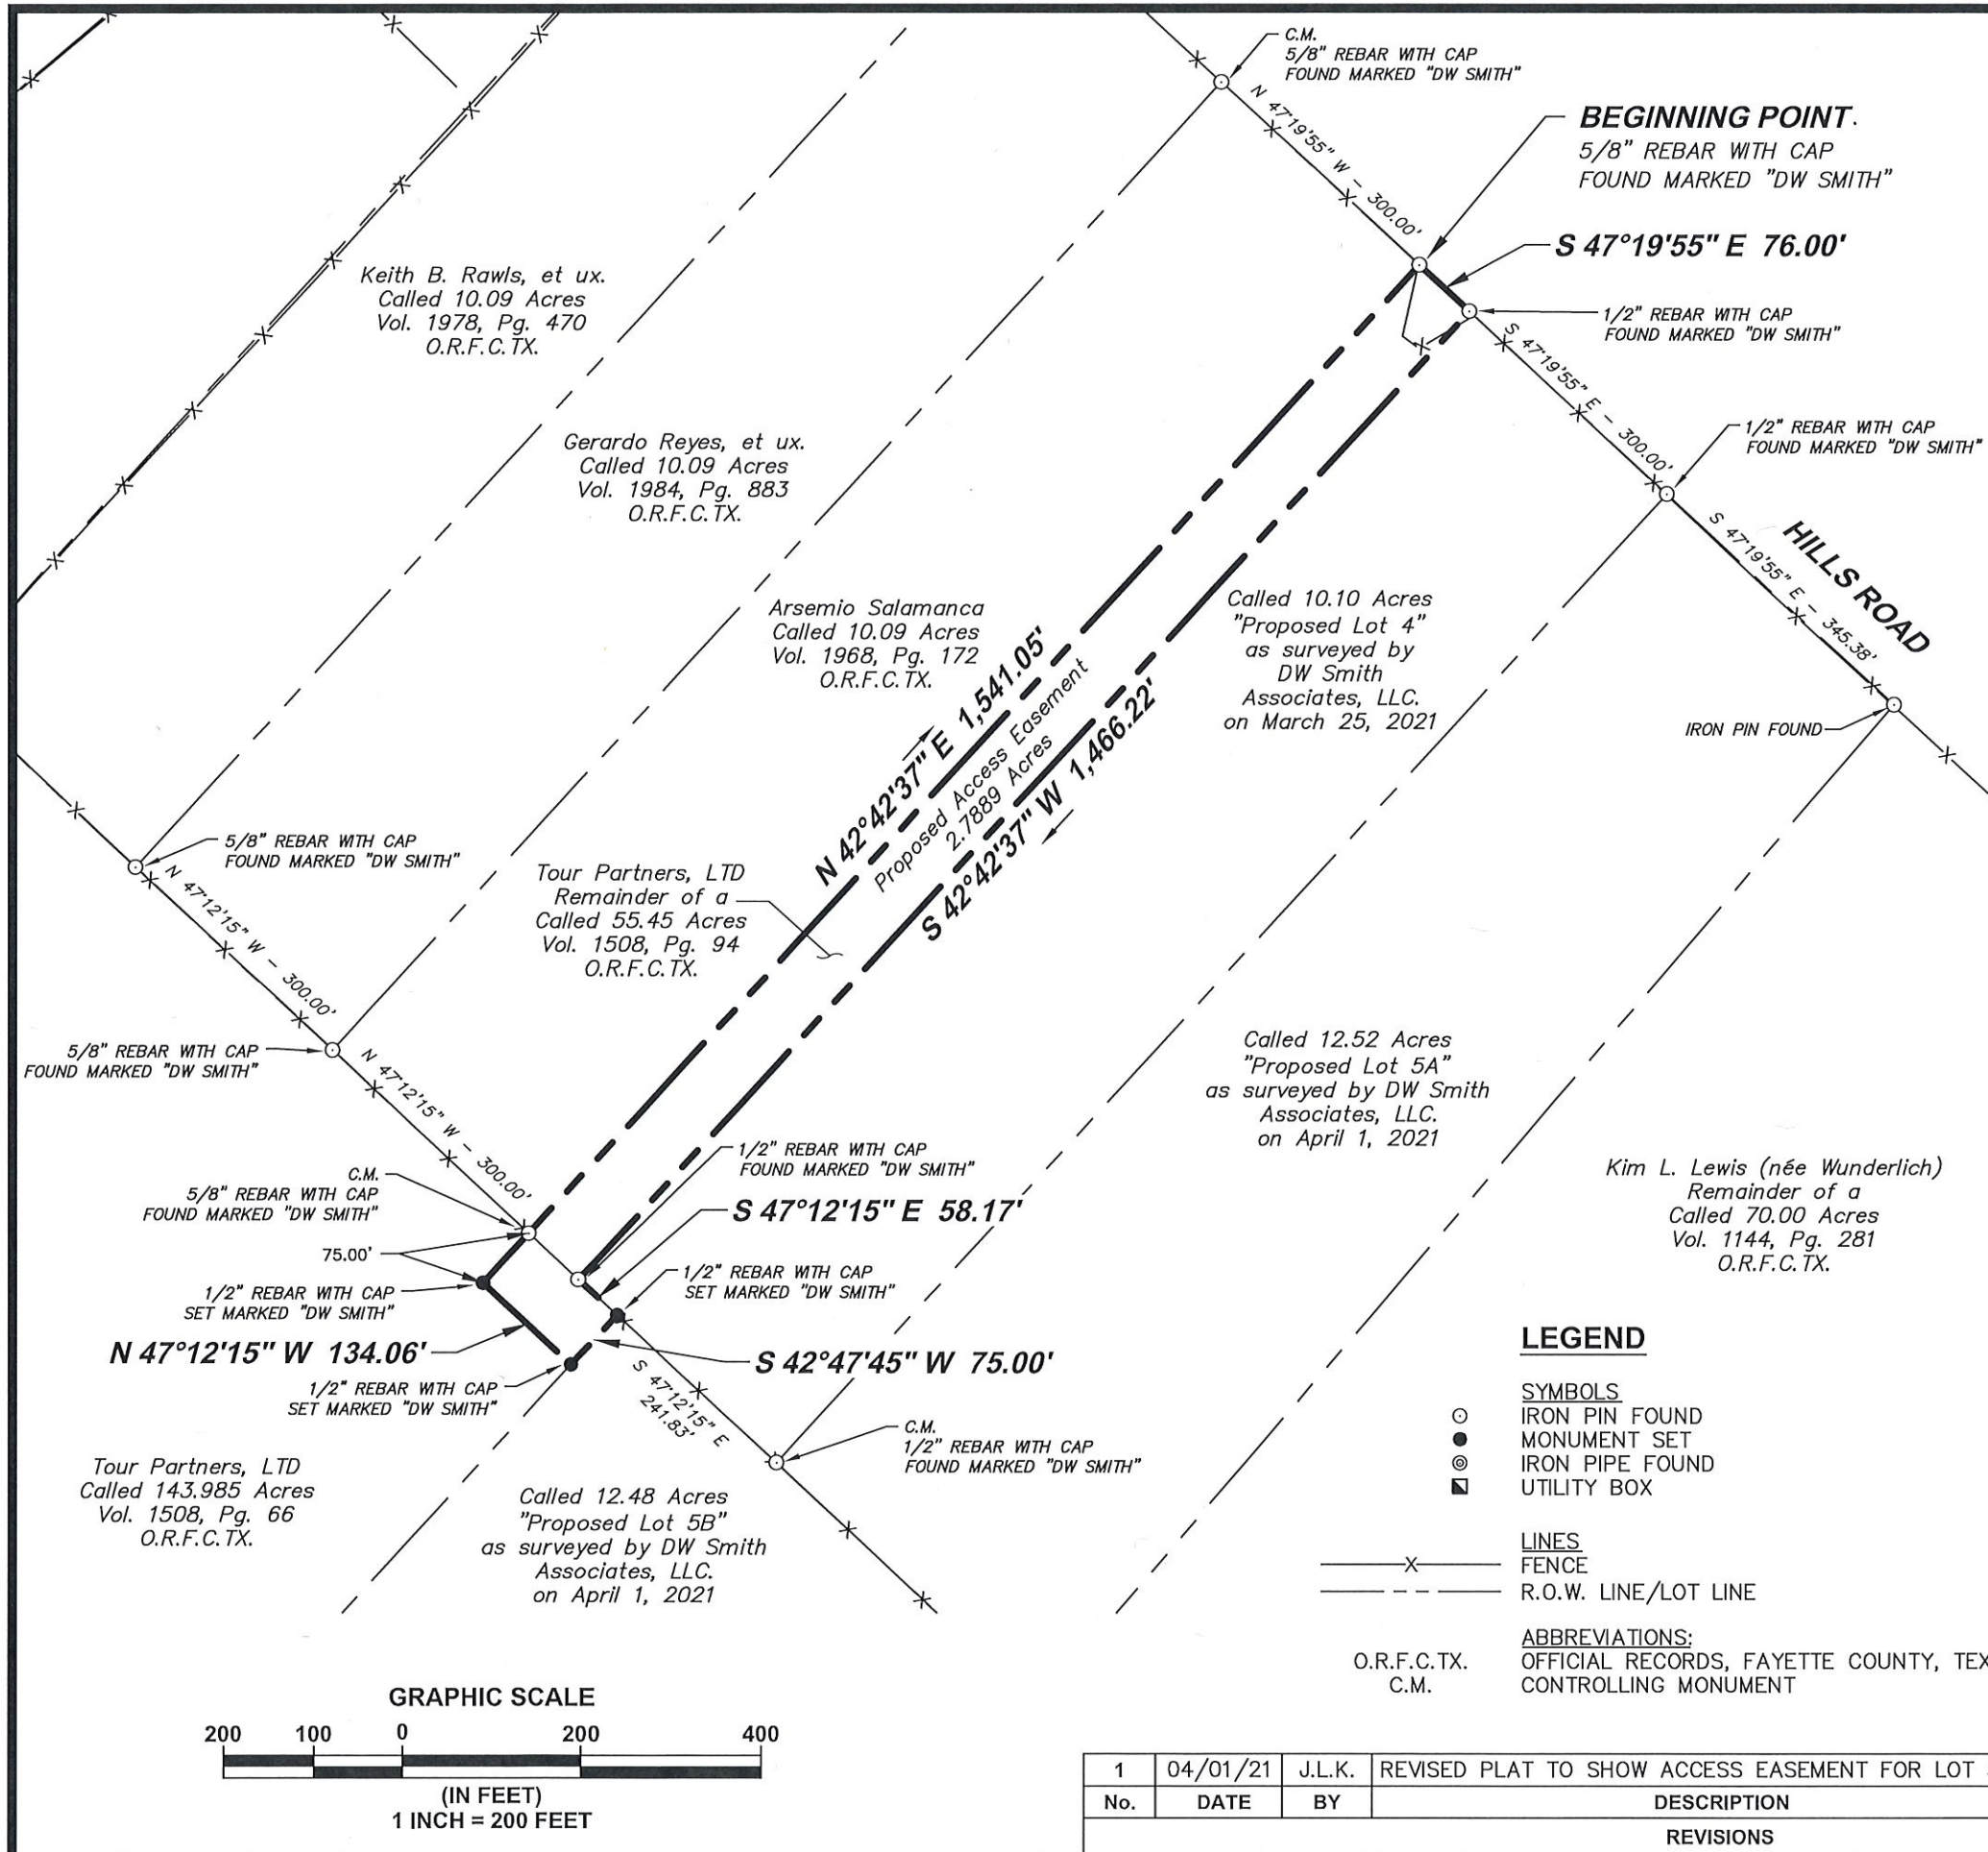 C.M.
5/8" REBAR WITH CAP
FOUND MARKED "DW SMITH"
N 47°19'55" W - 300.00'
BEGINNING POINT.
5/8" REBAR WITH CAP
FOUND MARKED "DW SMITH"
S 47°19'55" E 76.00'
1/2" REBAR WITH CAP
FOUND MARKED "DW SMITH"
S 47°19'55" E - 300.00'
1/2" REBAR WITH CAP
FOUND MARKED "DW SMITH"
S 47°19'55" E - 345.38'
HILLS ROAD
IRON PIN FOUND
Keith B. Rawls, et ux.
Called 10.09 Acres
Vol. 1978, Pg. 470
O.R.F.C.TX.
Gerardo Reyes, et ux.
Called 10.09 Acres
Vol. 1984, Pg. 883
O.R.F.C.TX.
Arsemio Salamanca
Called 10.09 Acres
Vol. 1968, Pg. 172
O.R.F.C.TX.
Called 10.10 Acres
"Proposed Lot 4"
as surveyed by
DW Smith
Associates, LLC.
on March 25, 2021
N 42°42'37" E 1,541.05'
Proposed Access Easement
2.7889 Acres
S 42°42'37" W 1,466.22'
5/8" REBAR WITH CAP
FOUND MARKED "DW SMITH"
N 47°12'15" W - 300.00'
Tour Partners, LTD
Remainder of a
Called 55.45 Acres
Vol. 1508, Pg. 94
O.R.F.C.TX.
5/8" REBAR WITH CAP
FOUND MARKED "DW SMITH"
N 47°12'15" W - 300.00'
Called 12.52 Acres
"Proposed Lot 5A"
as surveyed by DW Smith
Associates, LLC.
on April 1, 2021
Kim L. Lewis (née Wunderlich)
Remainder of a
Called 70.00 Acres
Vol. 1144, Pg. 281
O.R.F.C.TX.
1/2" REBAR WITH CAP
FOUND MARKED "DW SMITH"
C.M.
5/8" REBAR WITH CAP
FOUND MARKED "DW SMITH"
S 47°12'15" E 58.17'
75.00'
1/2" REBAR WITH CAP
SET MARKED "DW SMITH"
1/2" REBAR WITH CAP
SET MARKED "DW SMITH"
N 47°12'15" W 134.06'
S 42°47'45" W 75.00'
1/2" REBAR WITH CAP
SET MARKED "DW SMITH"
S 47°12'15" E
241.83'
C.M.
1/2" REBAR WITH CAP
FOUND MARKED "DW SMITH"
Tour Partners, LTD
Called 143.985 Acres
Vol. 1508, Pg. 66
O.R.F.C.TX.
Called 12.48 Acres
"Proposed Lot 5B"
as surveyed by DW Smith
Associates, LLC.
on April 1, 2021
LEGEND
SYMBOLS
IRON PIN FOUND
MONUMENT SET
IRON PIPE FOUND
UTILITY BOX
LINES
X FENCE
R.O.W. LINE/LOT LINE
ABBREVIATIONS:
O.R.F.C.TX. OFFICIAL RECORDS, FAYETTE COUNTY, TEX
C.M. CONTROLLING MONUMENT
GRAPHIC SCALE
200 100 0 200 400
(IN FEET)
1 INCH = 200 FEET
1 04/01/21 J.L.K. REVISED PLAT TO SHOW ACCESS EASEMENT FOR LOT
No. DATE BY DESCRIPTION
REVISIONS